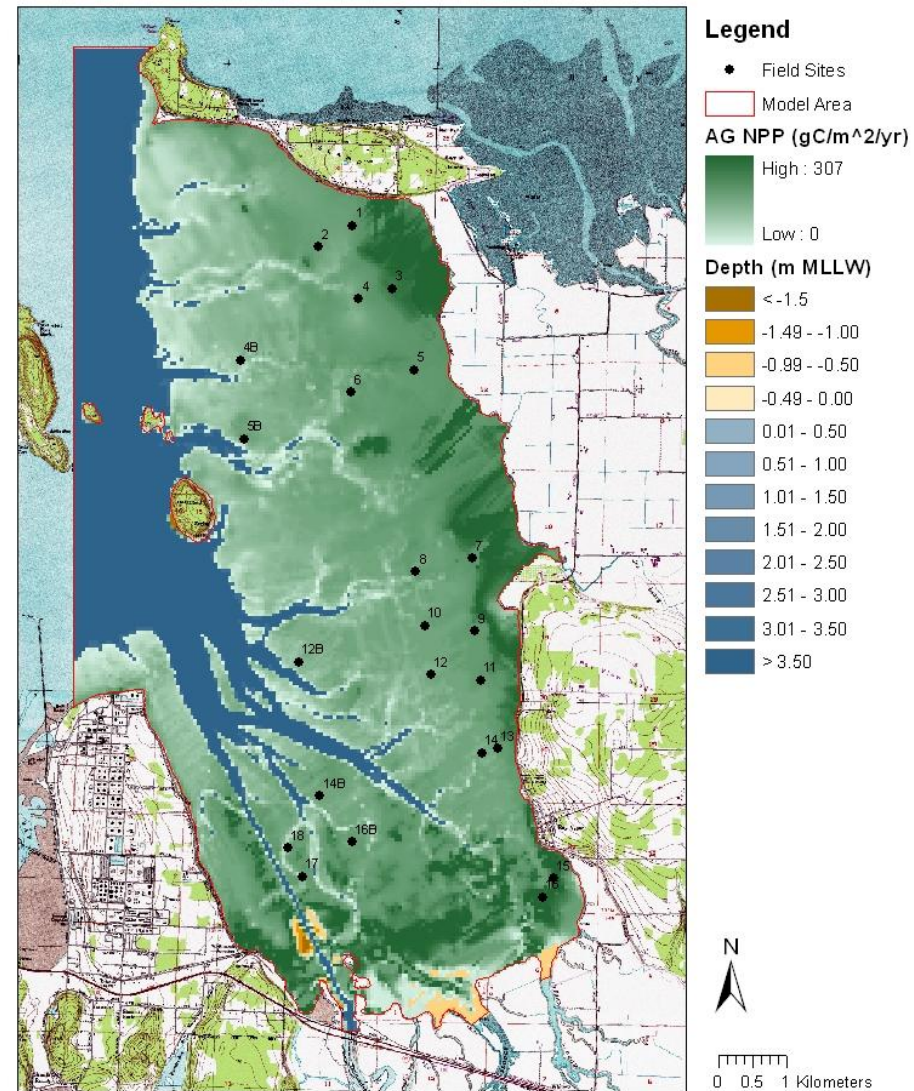 Legend
Field Sites
Model Area
AG NPP (gC/m^2/yr)
High : 307
Low : 0
Depth (m MLLW)
< -1.5
-1.49 - -1.00
-0.99 - -0.50
-0.49 - 0.00
0.01 - 0.50
0.51 - 1.00
1.01 - 1.50
1.51 - 2.00
2.01 - 2.50
2.51 - 3.00
3.01 - 3.50
> 3.50
N
0 0.5 1 Kilometers
1
2
3
4
4B
5
6
5B
7
8
10
9
12B
12
11
14 13
14B
16B
18
17
15
16